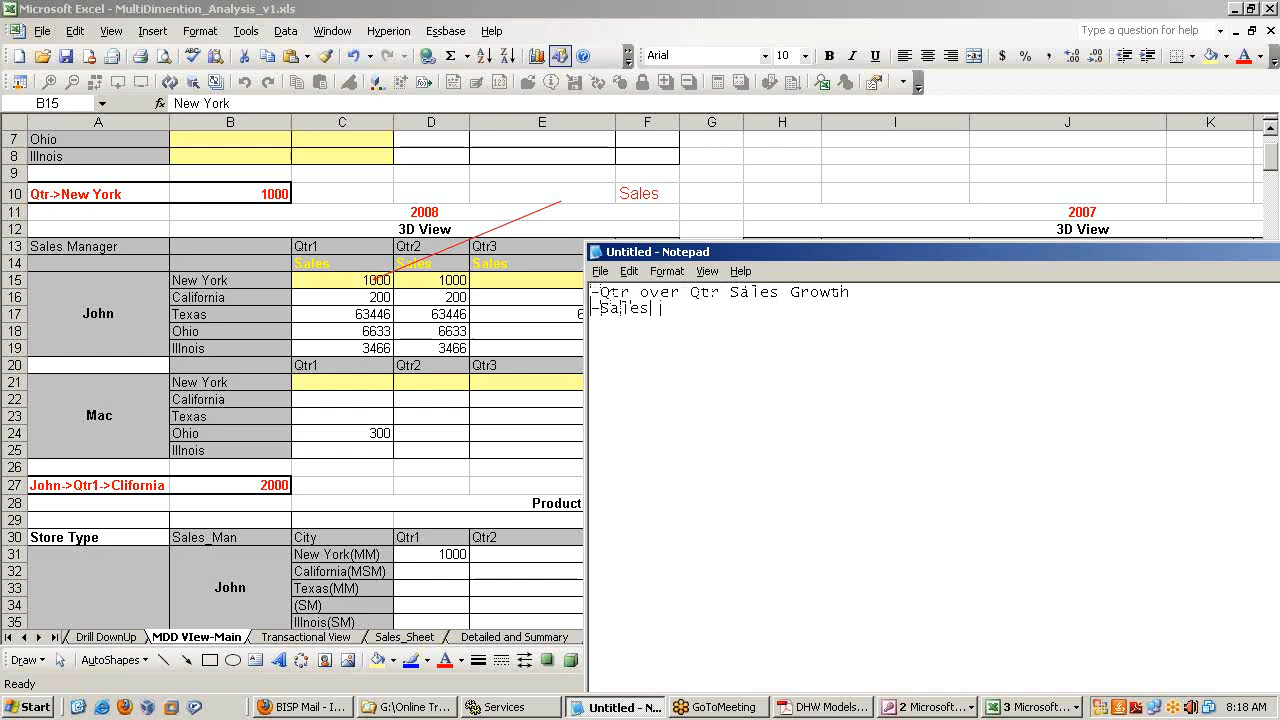 Microsoft Excel - MultiDimention_Analysis_v1.xls
File Edit View Insert Format Tools Data Window Hyperion Essbase Help
Type a question for help
Arial 10
B15 New York
A B C D E F G H I J K
7 Ohio
8 Illnois
9
10 Qtr->New York 1000 Sales
11 2008 2007
12 3D View 3D View
13 Sales Manager Qtr1 Qtr2 Qtr3
14 Sales Sales Sales
15 New York 1000 1000
16 California 200 200
17 John Texas 63446 63446 6
18 Ohio 6633 6633
19 Illnois 3466 3466
20 Qtr1 Qtr2 Qtr3
21 New York
22 California
23 Mac Texas
24 Ohio 300
25 Illnois
26
27 John->Qtr1->Clifornia 2000
28 Product
29
30 Store Type Sales_Man City Qtr1 Qtr2
31 New York(MM) 1000
32 California(MSM)
33 John Texas(MM)
34 (SM)
35 Illnois(SM)
Untitled - Notepad
File Edit Format View Help
-Qtr over Qtr Sales Growth
-Sales
Drill DownUp MDD VIew-Main Transactional View Sales_Sheet Detailed and Summary
Draw AutoShapes
Ready
Start BISP Mail - I... G:\Online Tr... Services Untitled - N... GoToMeeting DHW Models... 2 Microsoft... 3 Microsof... 8:18 AM